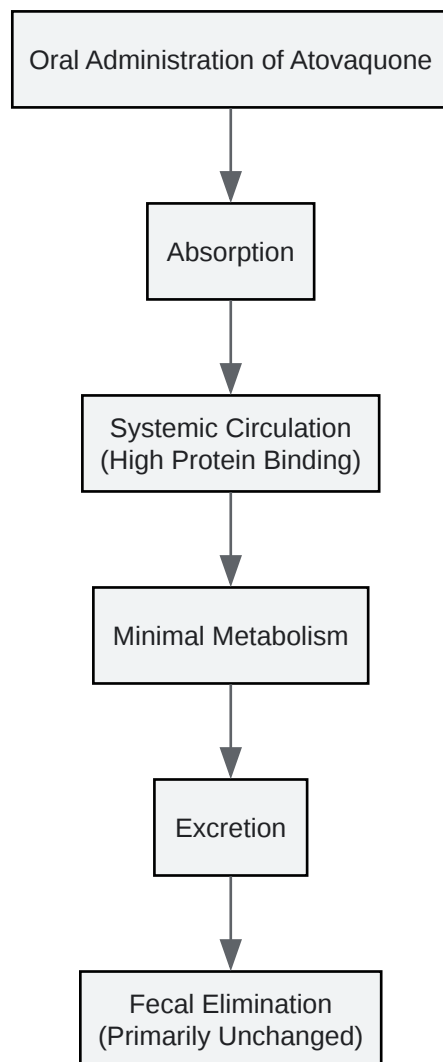 Oral Administration of Atovaquone
Absorption
Systemic Circulation
(High Protein Binding)
Minimal Metabolism
Excretion
Fecal Elimination
(Primarily Unchanged)